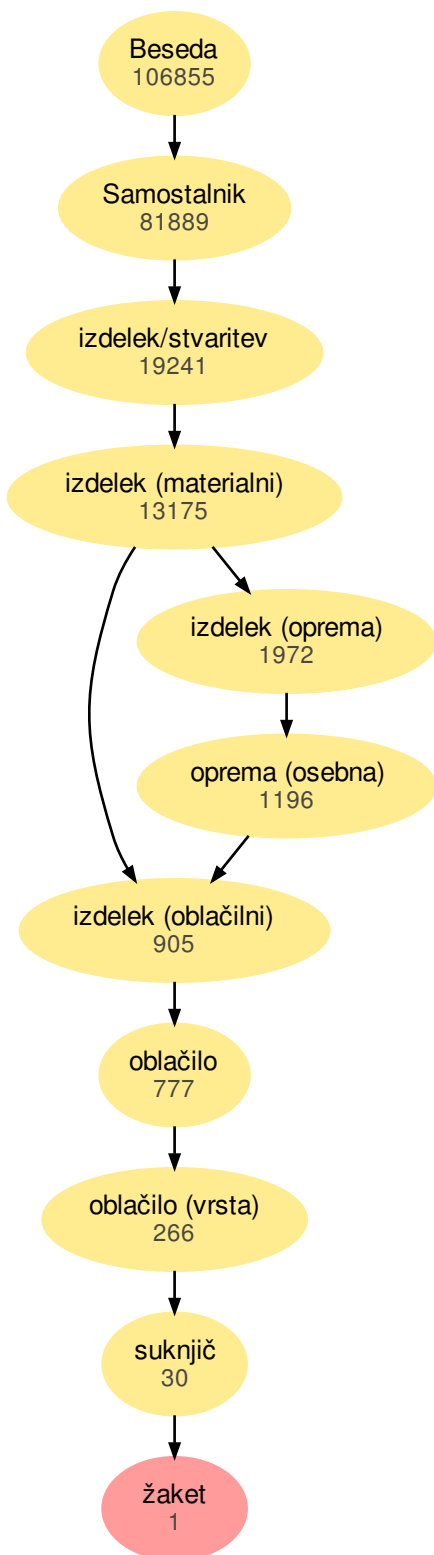 Beseda
106855
Samostalnik
81889
izdelek/stvaritev
19241
izdelek (materialni)
13175
izdelek (oprema)
1972
oprema (osebna)
1196
izdelek (oblačilni)
905
oblačilo
777
oblačilo (vrsta)
266
suknjič
30
žaket
1